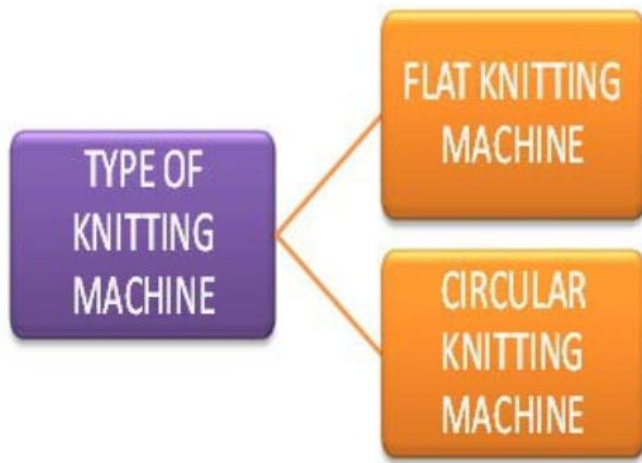 TYPE OF
KNITTING
MACHINE
FLAT KNITTING
MACHINE
CIRCULAR
KNITTING
MACHINE